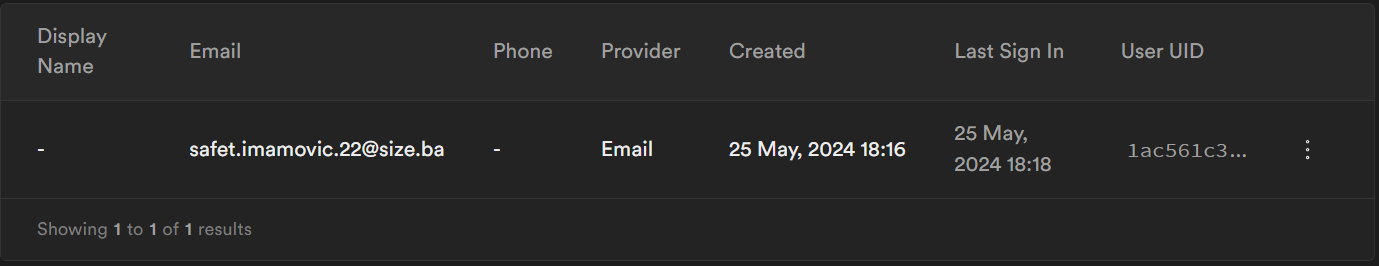 Display Name Email Phone Provider Created Last Sign In User UID
- safet.imamovic.22@size.ba - Email 25 May, 2024 18:16 25 May, 2024 18:18 1ac561c3...
Showing 1 to 1 of 1 results